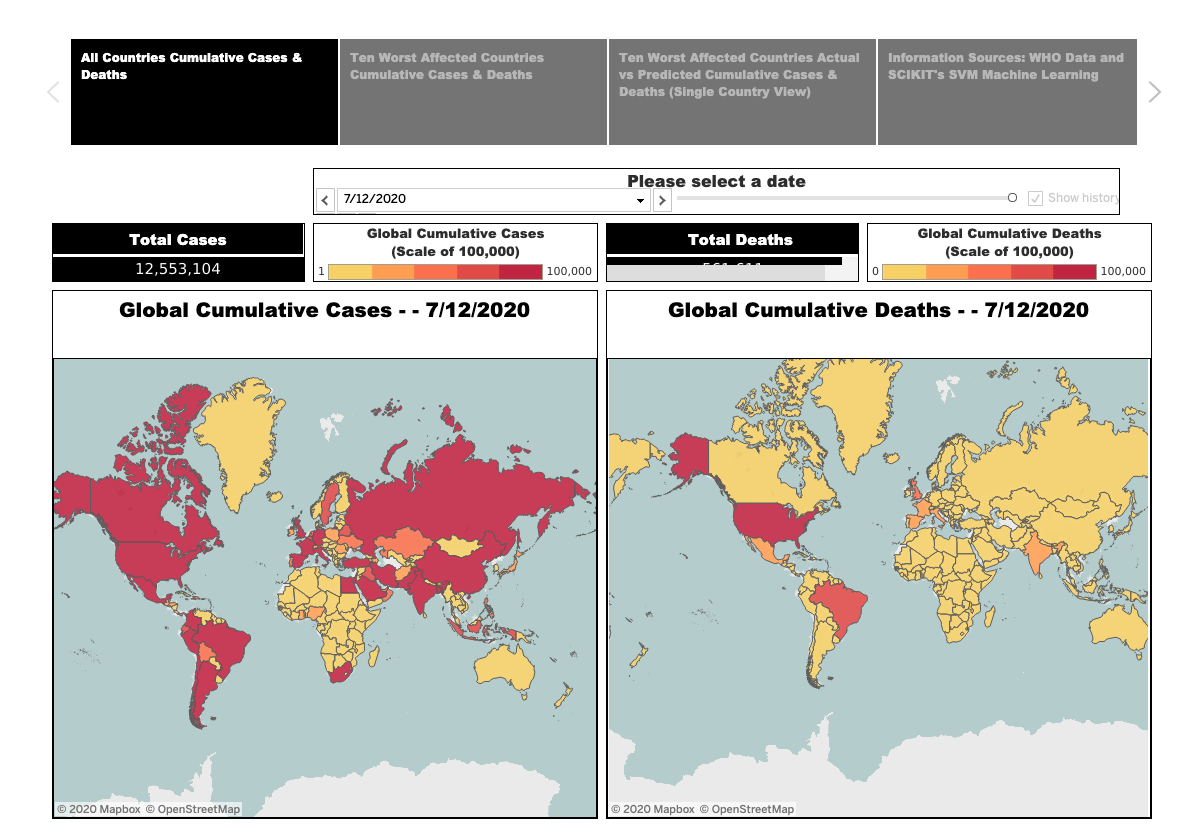 All Countries Cumulative Cases &
Deaths
Ten Worst Affected Countries
Cumulative Cases & Deaths
Ten Worst Affected Countries Actual
vs Predicted Cumulative Cases &
Deaths (Single Country View)
Information Sources: WHO Data and
SCIKIT's SVM Machine Learning
Please select a date
7/12/2020
Show history
Total Cases
12,553,104
Global Cumulative Cases
(Scale of 100,000)
1
100,000
Total Deaths
Global Cumulative Deaths
(Scale of 100,000)
0
100,000
Global Cumulative Cases - - 7/12/2020
Global Cumulative Deaths - - 7/12/2020
© 2020 Mapbox © OpenStreetMap
© 2020 Mapbox © OpenStreetMap